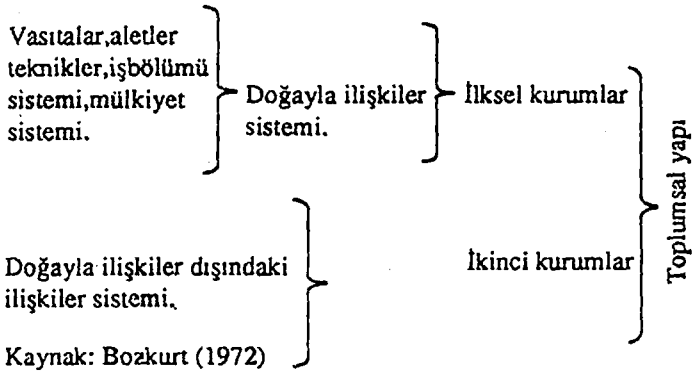 Vasıtalar,aletler
teknikler,işbölümü
sistemi,mülkiyet
sistemi.
Doğayla ilişkiler
sistemi.
İlksel kurumlar
Toplumsal yapı
Doğayla ilişkiler dışındaki
ilişkiler sistemi.
İkinci kurumlar
Kaynak: Bozkurt (1972)